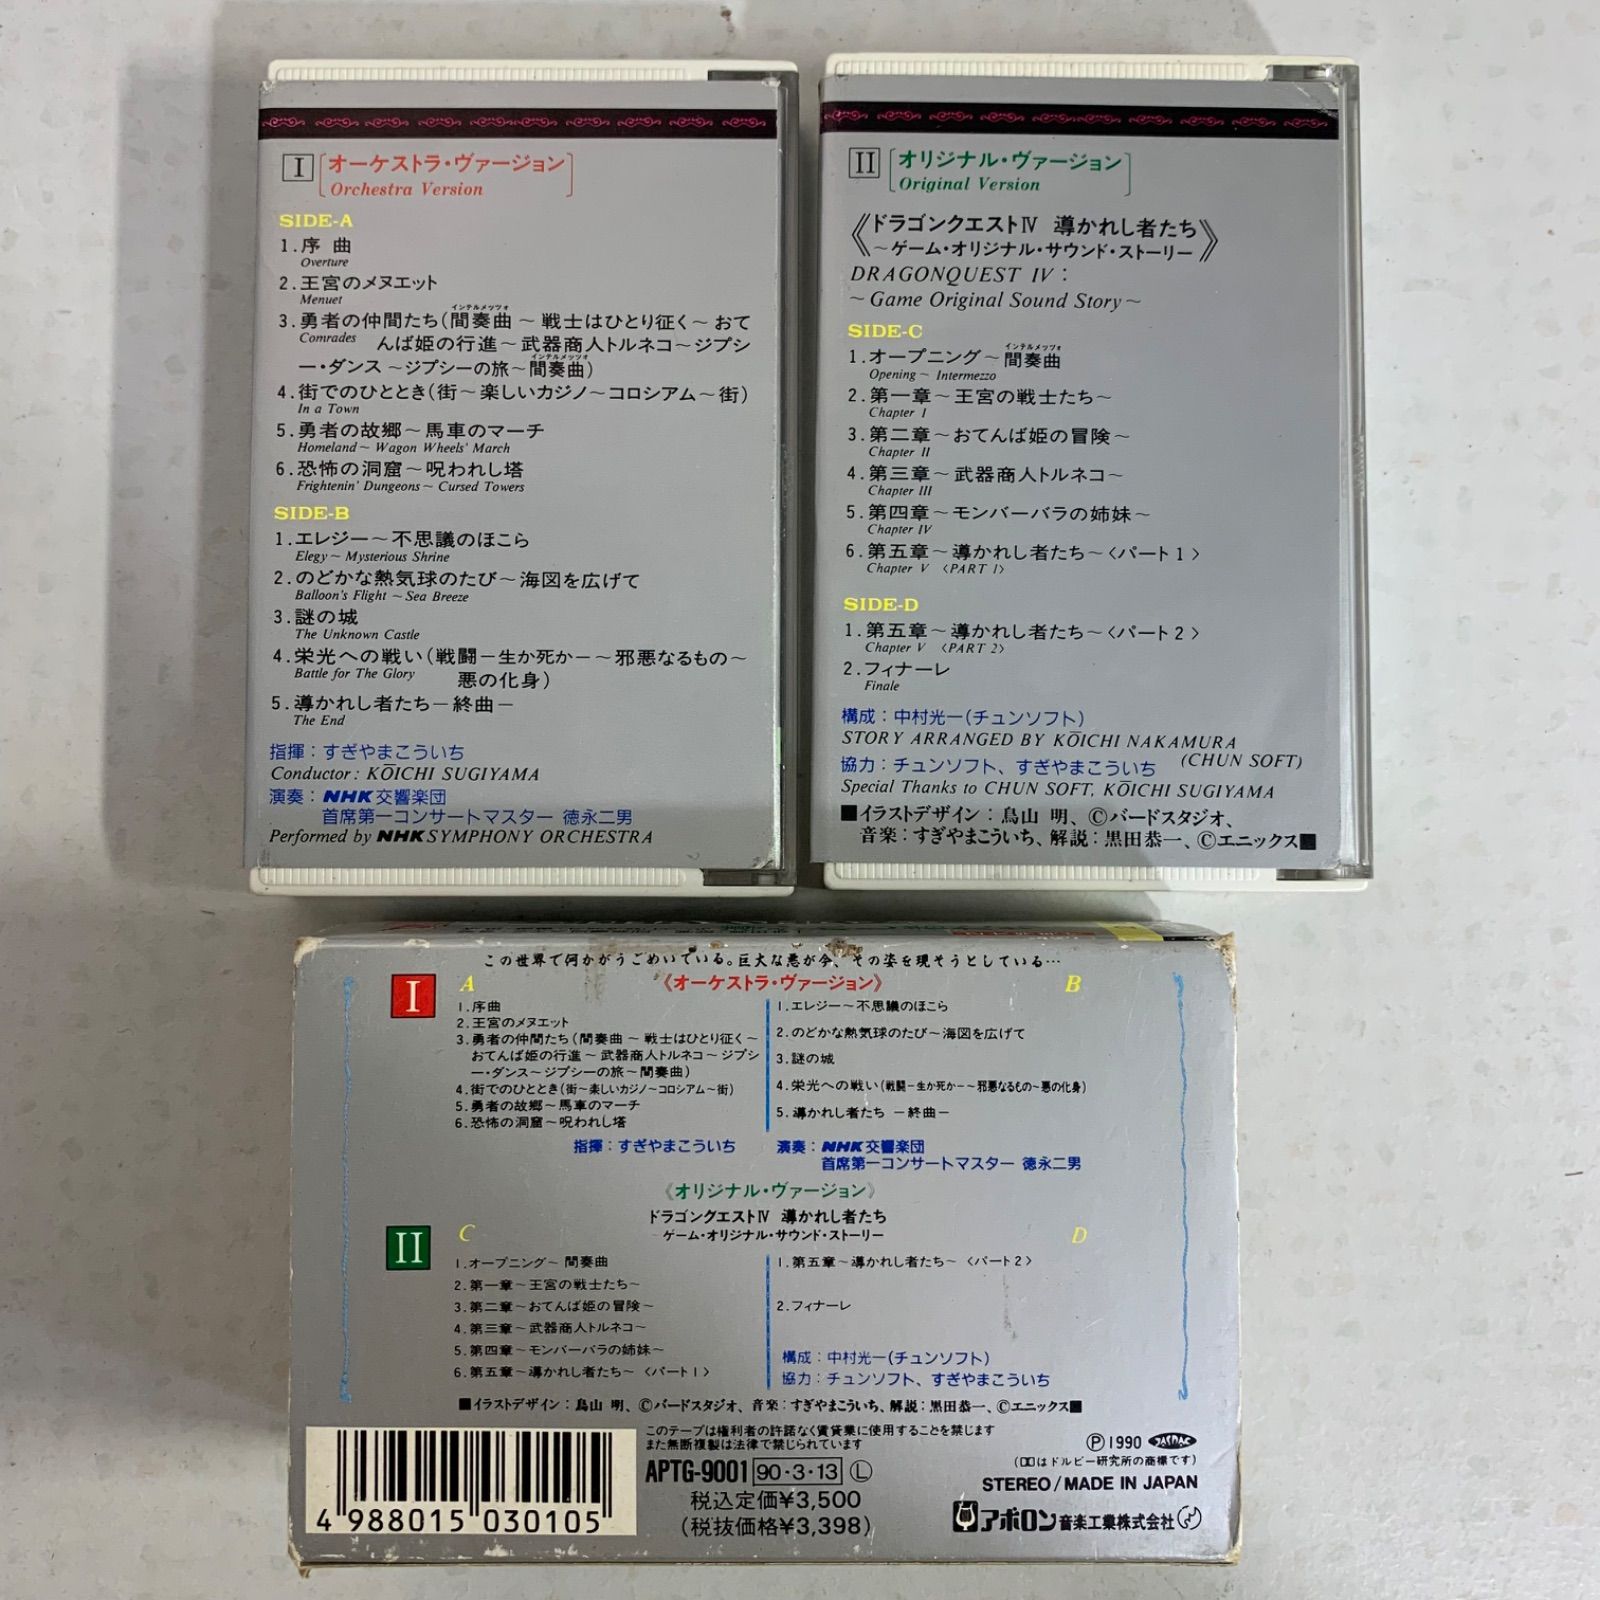 I オーケストラ・ヴァージョン
Orchestra Version
SIDE-A
1.序 曲
Overture
2.王宮のメヌエット
Menuet
インテルメッツォ
3.勇者の仲間たち(間奏曲～戦士はひとり征く～おて
Comrades んば姫の行進～武器商人トルネコ～ジプシ
インテルメッツォ
ー・ダンス～ジプシーの旅～間奏曲)
4.街でのひととき(街～楽しいカジノ～コロシアム～街)
In a Town
5.勇者の故郷～馬車のマーチ
Homeland～Wagon Wheels' March
6.恐怖の洞窟～呪われし塔
Frightenin' Dungeons～Cursed Towers
SIDE-B
1.エレジー～不思議のほこら
Elegy～Mysterious Shrine
2.のどかな熱気球のたび～海図を広げて
Balloon's Flight～Sea Breeze
3.謎の城
The Unknown Castle
4.栄光への戦い(戦闘－生か死か－～邪悪なるもの～
Battle for The Glory 悪の化身)
5.導かれし者たち－終曲－
The End
指揮：すぎやまこういち
Conductor: KŌICHI SUGIYAMA
演奏：NHK交響楽団
首席第一コンサートマスター 徳永二男
Performed by NHK SYMPHONY ORCHESTRA
II オリジナル・ヴァージョン
Original Version
《ドラゴンクエストIV 導かれし者たち
～ゲーム・オリジナル・サウンド・ストーリー》
DRAGONQUEST IV：
～Game Original Sound Story～
SIDE-C
インテルメッツォ
1.オープニング～間奏曲
Opening～Intermezzo
2.第一章～王宮の戦士たち～
Chapter I
3.第二章～おてんば姫の冒険～
Chapter II
4.第三章～武器商人トルネコ～
Chapter III
5.第四章～モンバーバラの姉妹～
Chapter IV
6.第五章～導かれし者たち～〈パート1〉
Chapter V 〈PART 1〉
SIDE-D
1.第五章～導かれし者たち～〈パート2〉
Chapter V 〈PART 2〉
2.フィナーレ
Finale
構成：中村光一(チュンソフト)
STORY ARRANGED BY KŌICHI NAKAMURA
(CHUN SOFT)
協力：チュンソフト、すぎやまこういち
Special Thanks to CHUN SOFT, KŌICHI SUGIYAMA
■イラストデザイン：鳥山 明、©バードスタジオ、
音楽：すぎやまこういち、解説：黒田恭一、©エニックス■
この世界で何かがうごめいている。巨大な悪が今、その姿を現そうとしている…
I A 《オーケストラ・ヴァージョン》 B
1.序曲
2.王宮のメヌエット
3.勇者の仲間たち(間奏曲～戦士はひとり征く～
おてんば姫の行進～武器商人トルネコ～ジプシ
ー・ダンス～ジプシーの旅～間奏曲)
4.街でのひととき(街～楽しいカジノ～コロシアム～街)
5.勇者の故郷～馬車のマーチ
6.恐怖の洞窟～呪われし塔
1.エレジー～不思議のほこら
2.のどかな熱気球のたび～海図を広げて
3.謎の城
4.栄光への戦い(戦闘－生か死か－～邪悪なるもの～悪の化身)
5.導かれし者たち －終曲－
指揮：すぎやまこういち 演奏：NHK交響楽団
首席第一コンサートマスター 徳永二男
《オリジナル・ヴァージョン》
ドラゴンクエストIV 導かれし者たち
ゲーム・オリジナル・サウンド・ストーリー
II C D
1.オープニング～間奏曲
2.第一章～王宮の戦士たち～
3.第二章～おてんば姫の冒険～
4.第三章～武器商人トルネコ～
5.第四章～モンバーバラの姉妹～
6.第五章～導かれし者たち～〈パート1〉
1.第五章～導かれし者たち～〈パート2〉
2.フィナーレ
構成：中村光一(チュンソフト)
協力：チュンソフト、すぎやまこういち
■イラストデザイン：鳥山 明、©バードスタジオ、音楽：すぎやまこういち、解説：黒田恭一、©エニックス■
このテープは権利者の許諾なく賃貸業に使用することを禁じます
また無断複製は法律で禁じられています
APTG-9001 90・3・13 Ⓛ
税込定価¥3,500
(税抜価格¥3,398)
4 988015 030105
Ⓟ1990 JASRAC
(はドルビー研究所の商標です)
STEREO/MADE IN JAPAN
アポロン音楽工業株式会社